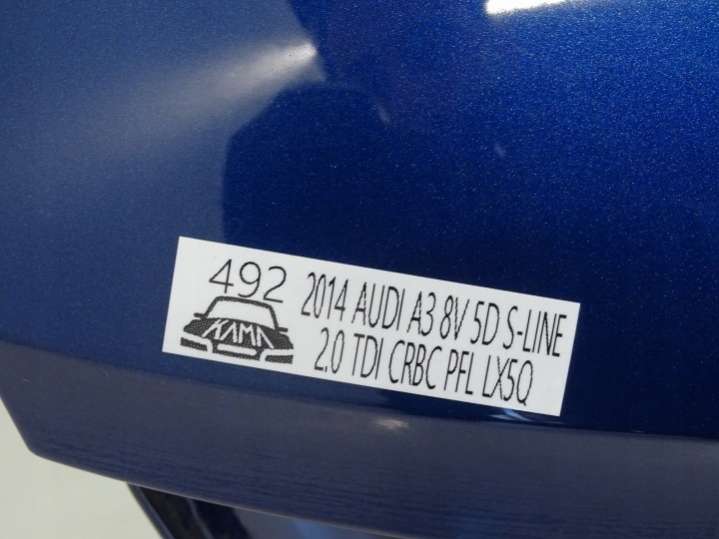 492
KAMA
2014 AUDI A3 8V 5D S-LINE
2.0 TDI CRBC PFL LX5Q